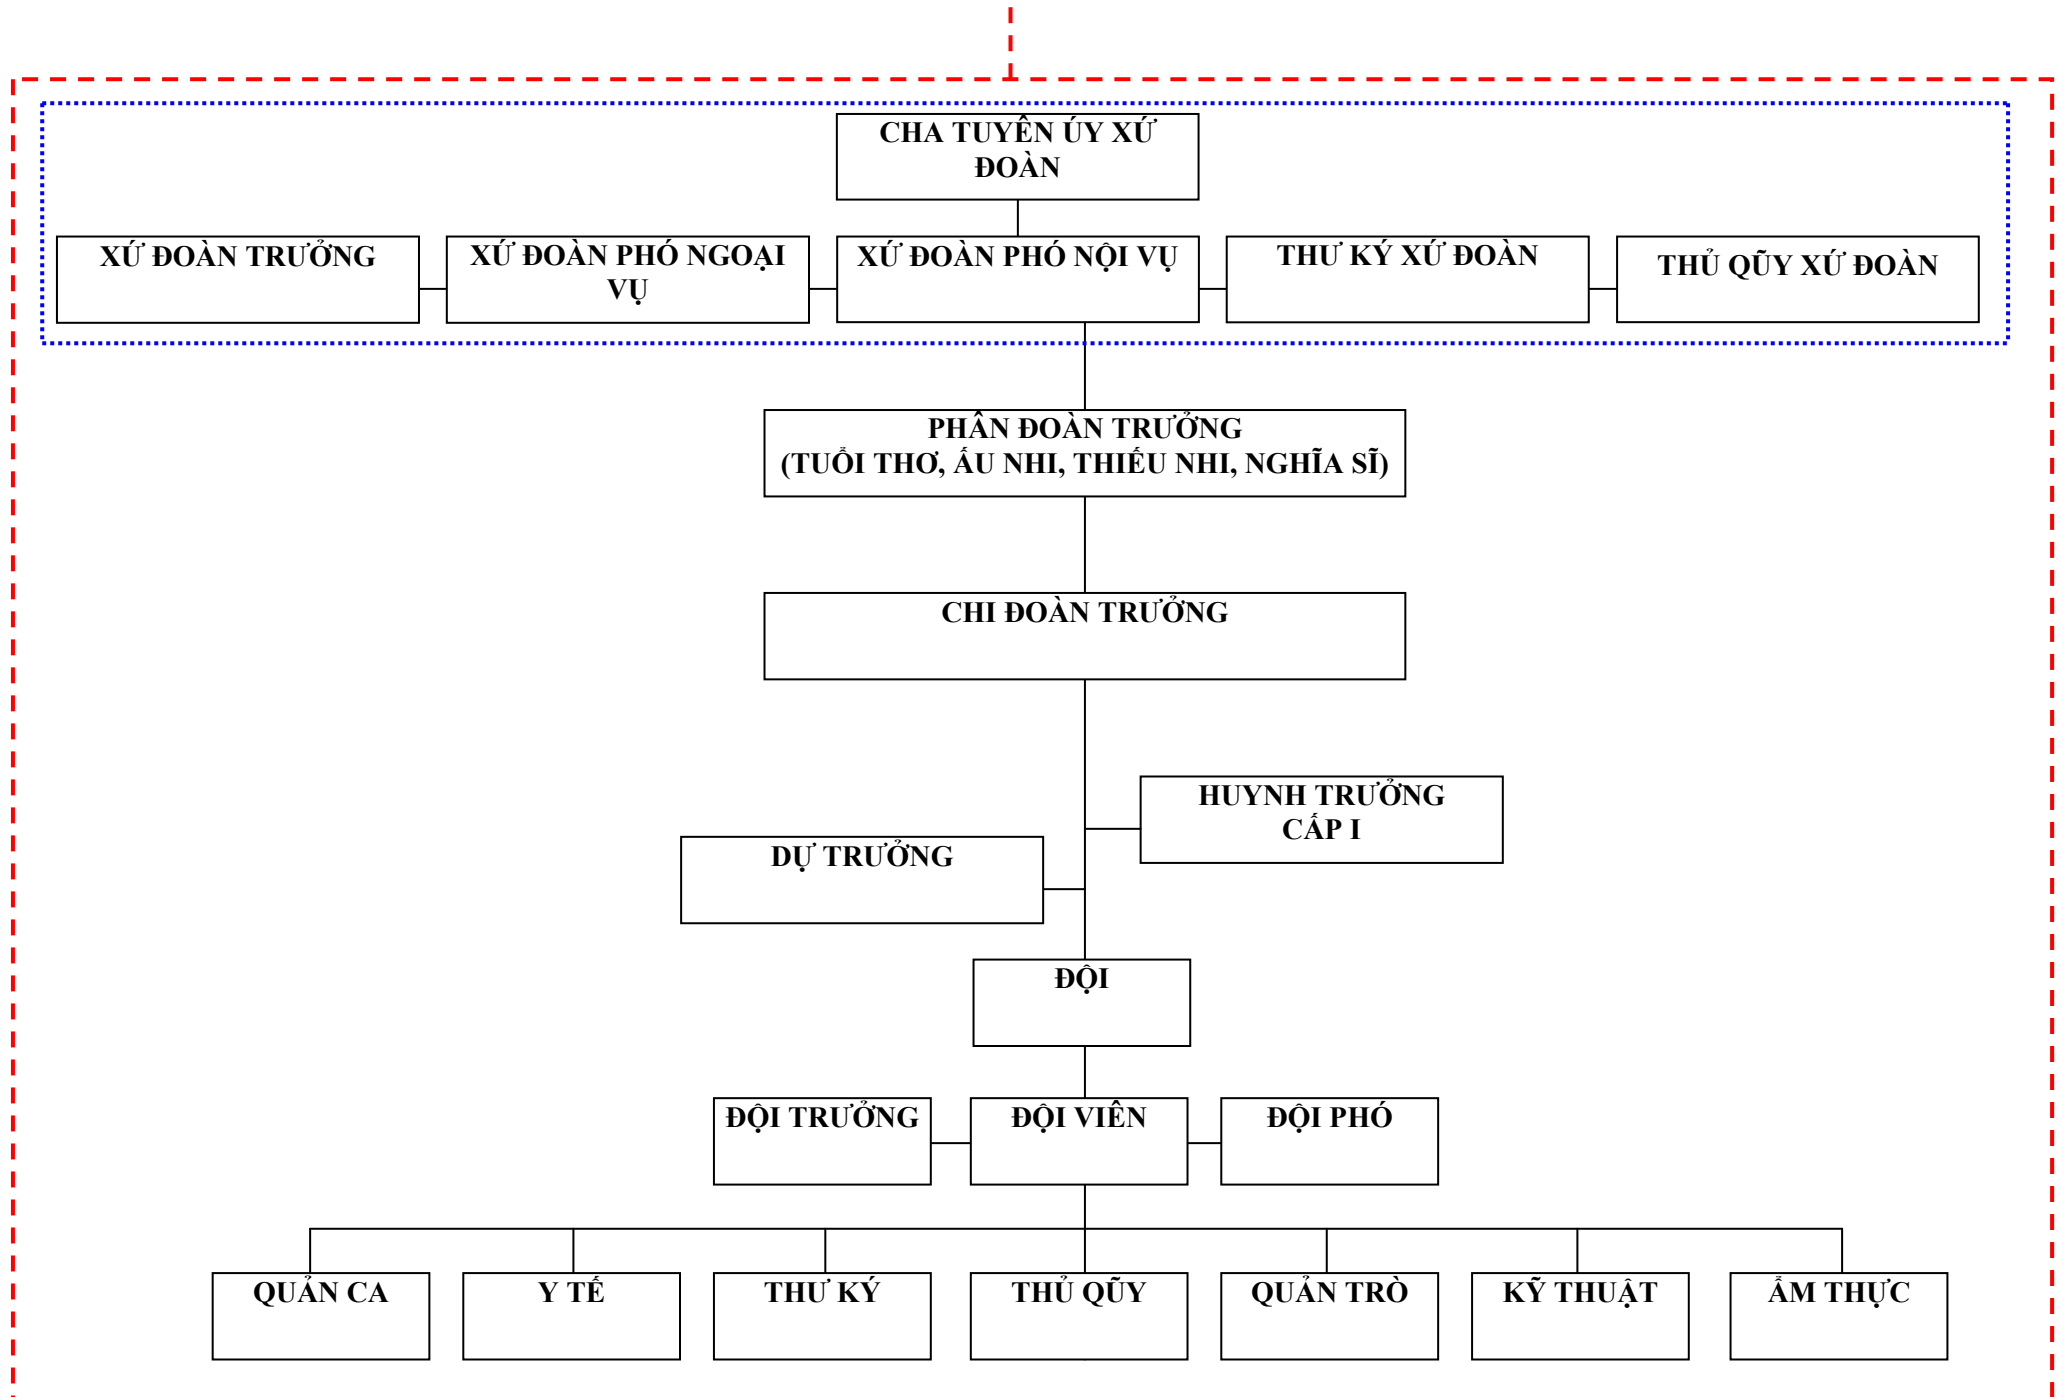 CHA TUYÊN ÚY XỨ
ĐOÀN
XỨ ĐOÀN TRƯỞNG
XỨ ĐOÀN PHÓ NGOẠI
VỤ
XỨ ĐOÀN PHÓ NỘI VỤ
THƯ KÝ XỨ ĐOÀN
THỦ QŨY XỨ ĐOÀN
PHÂN ĐOÀN TRƯỞNG
(TUỔI THƠ, ẤU NHI, THIẾU NHI, NGHĨA SĨ)
CHI ĐOÀN TRƯỞNG
HUYNH TRƯỞNG
CẤP I
DỰ TRƯỞNG
ĐỘI
ĐỘI TRƯỞNG
ĐỘI VIÊN
ĐỘI PHÓ
QUẢN CA
Y TẾ
THƯ KÝ
THỦ QŨY
QUẢN TRÒ
KỸ THUẬT
ẨM THỰC